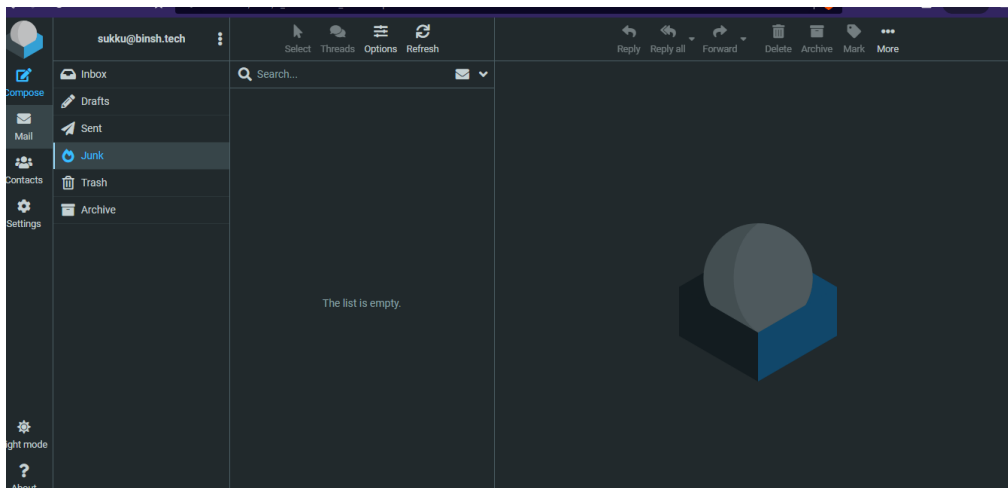 sukku@binsh.tech
Select Threads Options Refresh
Reply Reply all Forward Delete Archive Mark More
Compose
Mail
Contacts
Settings
Inbox
Drafts
Sent
Junk
Trash
Archive
Search...
The list is empty.
ight mode
?
About